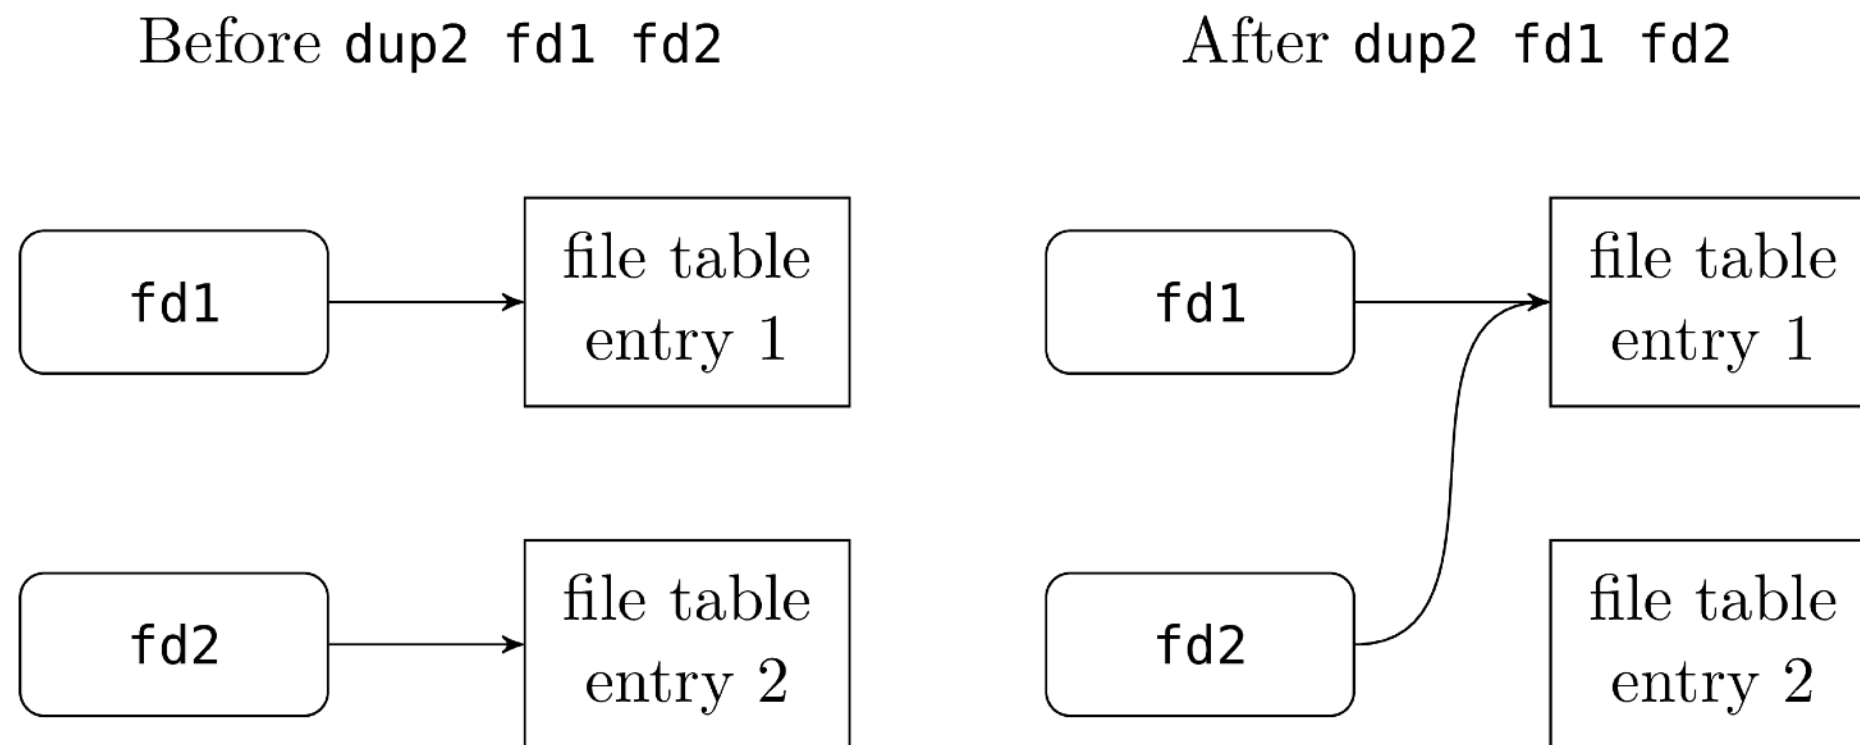 Before dup2 fd1 fd2
fd1
file table
entry 1
fd2
file table
entry 2
After dup2 fd1 fd2
fd1
file table
entry 1
fd2
file table
entry 2